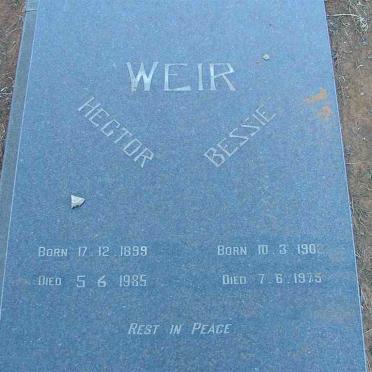 WEIR
HECTOR BESSIE
BORN 17.12.1899 BORN 10.3.1902
DIED 5 6 1985 DIED 7.6.1975
REST IN PEACE